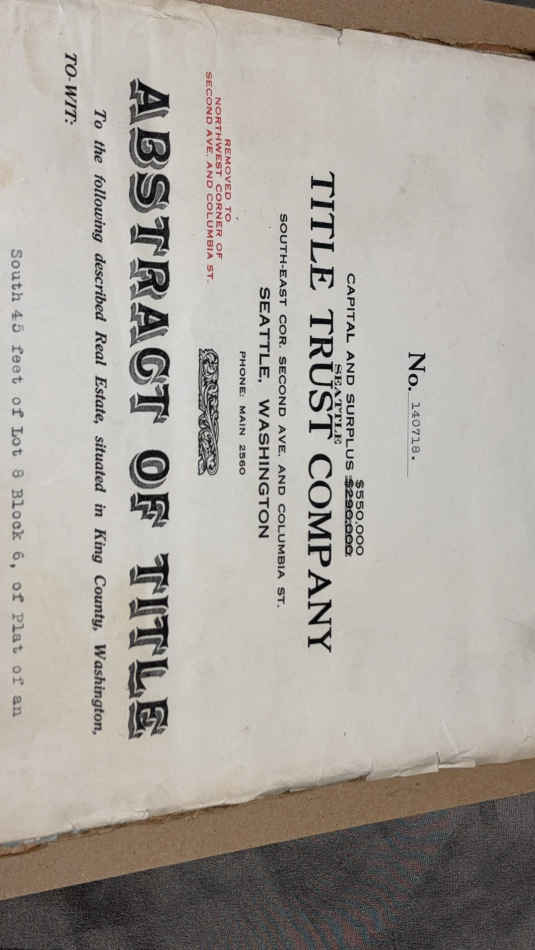 No. 140718.
$550,000
CAPITAL AND SURPLUS $290,000
SEATTLE
TITLE TRUST COMPANY
SOUTH-EAST COR. SECOND AVE. AND COLUMBIA ST.
SEATTLE, WASHINGTON
PHONE: MAIN 2560
REMOVED TO
NORTHWEST CORNER OF
SECOND AVE. AND COLUMBIA ST.
ABSTRACT OF TITLE
To the following described Real Estate, situated in King County, Washington,
TO-WIT:
South 45 feet of Lot 8 Block 6, of Plat of an